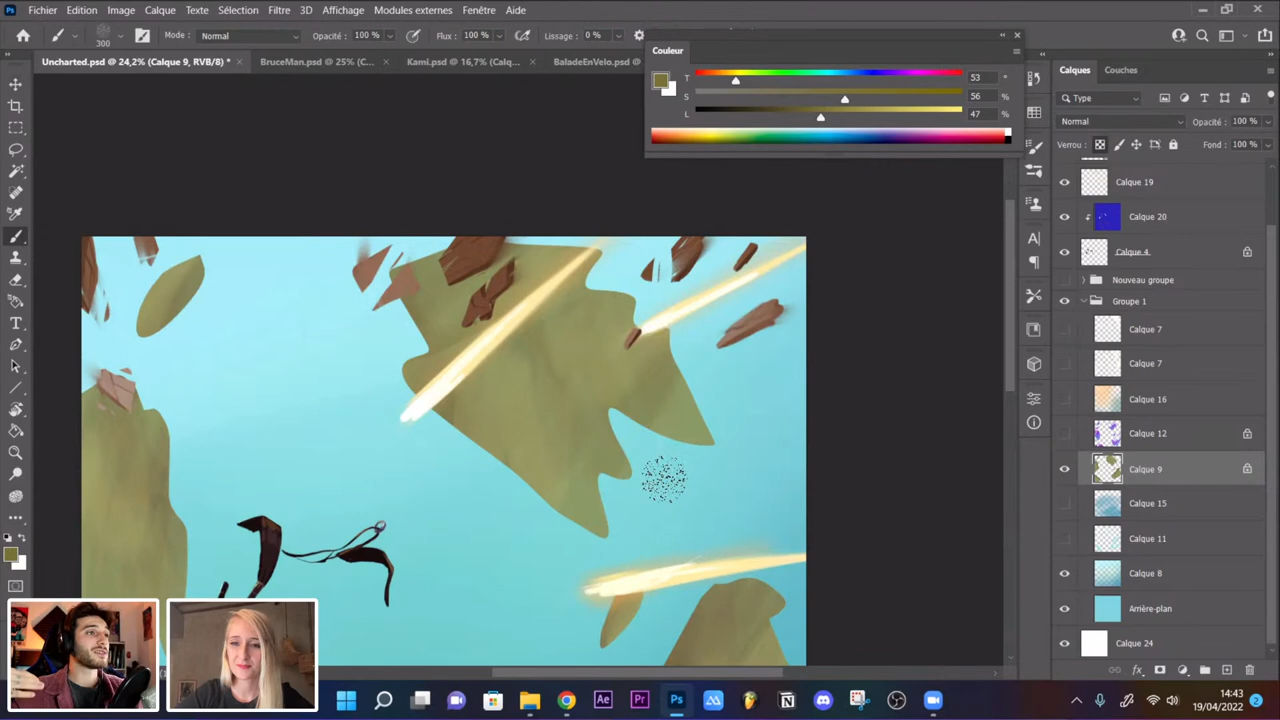 Fichier Edition Image Calque Texte Sélection Filtre 3D Affichage Modules externes Fenêtre Aide
300 Mode : Normal Opacité : 100 % Flux : 100 % Lissage : 0 %
Uncharted.psd @ 24,2% (Calque 9, RVB/8) * BruceMan.psd @ 25% (C... Kami.psd @ 16,7% (Calq... BaladeEnVelo.psd @
Couleur
T 53 °
S 56 %
L 47 %
Calques Couches
Type
Normal Opacité : 100 %
Verrou : Fond : 100 %
Calque 19
Calque 20
Calque 4
Nouveau groupe
Groupe 1
Calque 7
Calque 7
Calque 16
Calque 12
Calque 9
Calque 15
Calque 11
Calque 8
Arrière-plan
Calque 24
14:43
19/04/2022
2